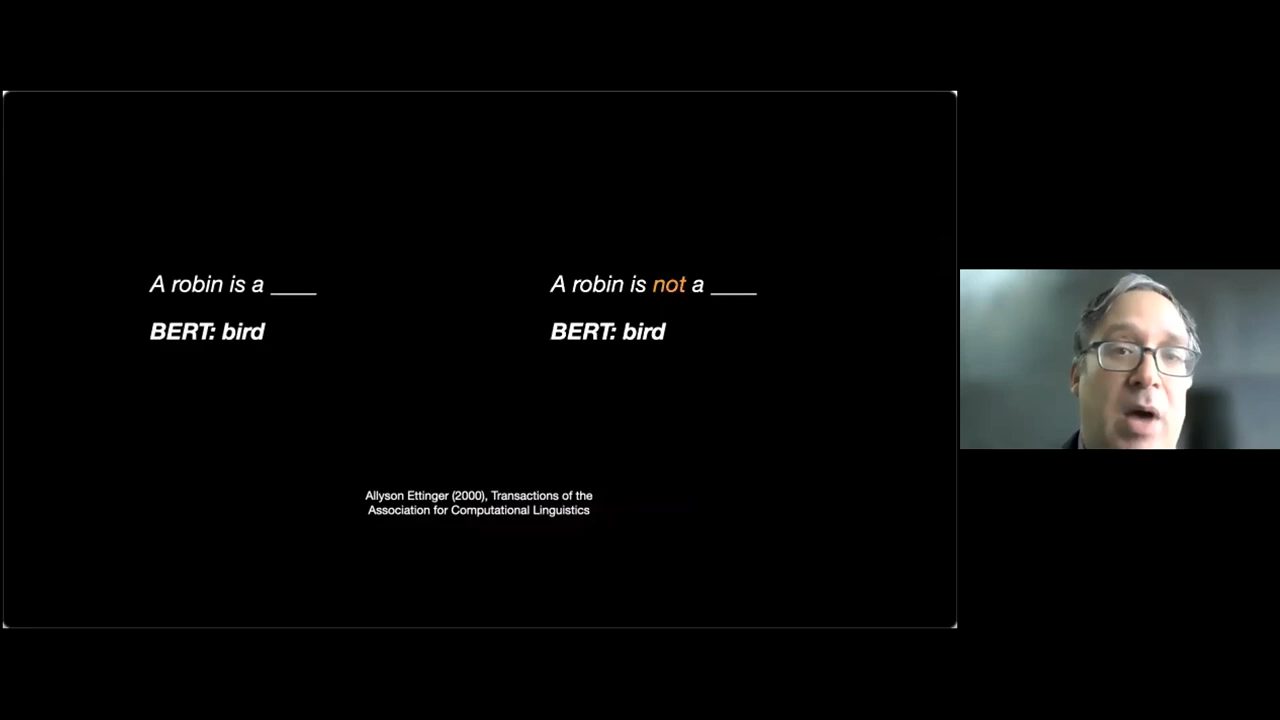 A robin is a ____
BERT: bird
A robin is not a ____
BERT: bird
Allyson Ettinger (2000), Transactions of the
Association for Computational Linguistics